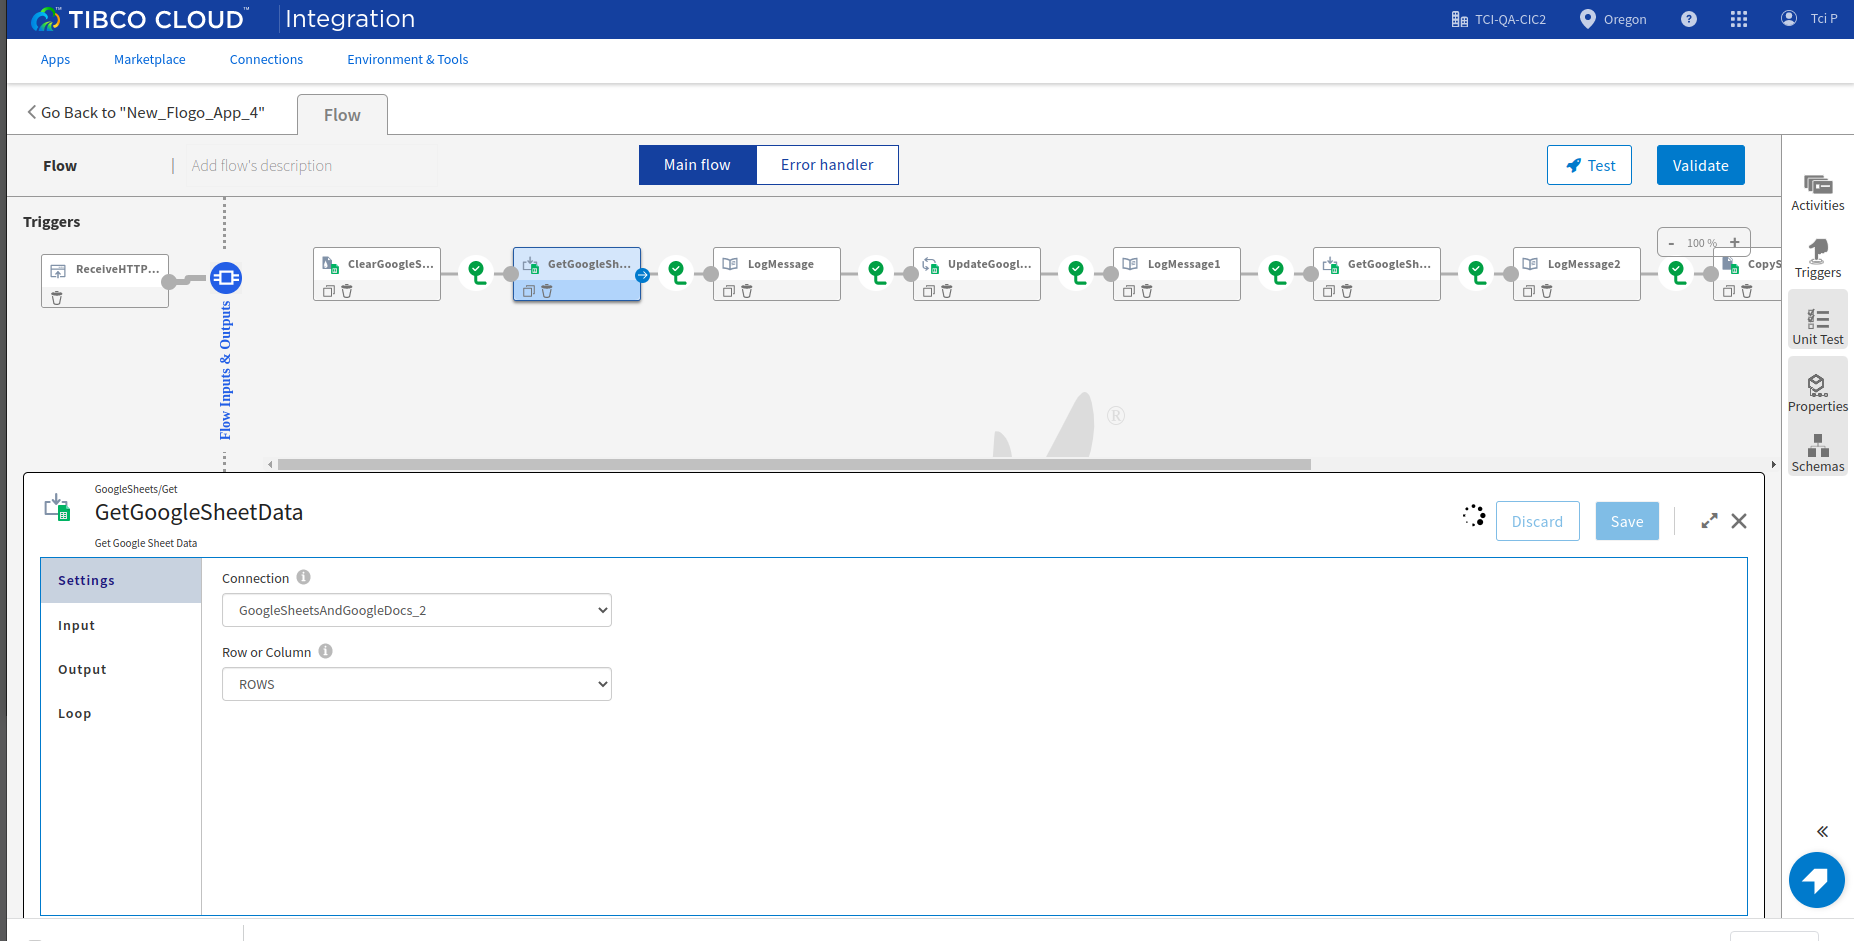 TIBCO CLOUD™ Integration
TCI-QA-CIC2
Oregon
?
Tci P
Apps
Marketplace
Connections
Environment & Tools
Go Back to "New_Flogo_App_4"
Flow
Flow
Add flow's description
Main flow
Error handler
Test
Validate
Triggers
ReceiveHTTP...
Flow Inputs & Outputs
ClearGoogleS...
GetGoogleSh...
LogMessage
UpdateGoogl...
LogMessage1
GetGoogleSh...
LogMessage2
CopyS
- 100 % +
®
Activities
Triggers
Unit Test
Properties
Schemas
GoogleSheets/Get
GetGoogleSheetData
Get Google Sheet Data
Discard
Save
Settings
Input
Output
Loop
Connection
GoogleSheetsAndGoogleDocs_2
Row or Column
ROWS